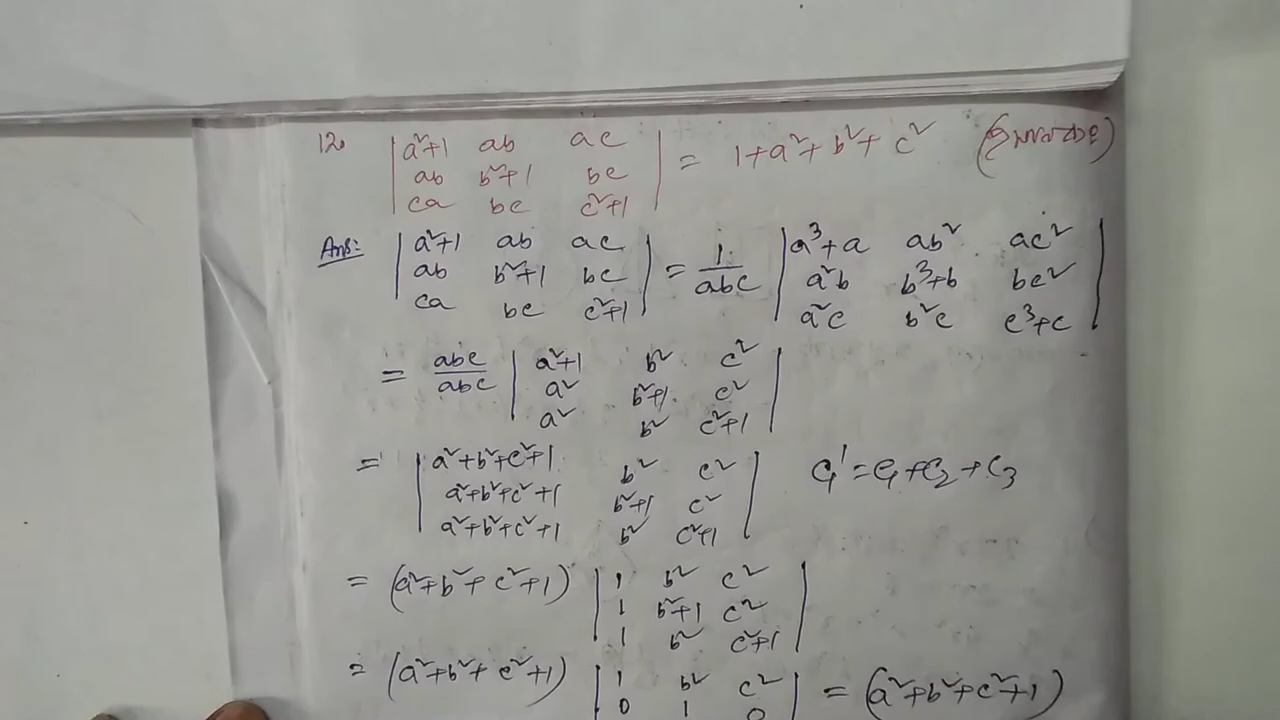 12. | a²+1 ab ac |
| ab b²+1 bc | = 1+a²+b²+c²
| ca bc c²+1 |
Ans: | a²+1 ab ac | = 1/abc | a³+a ab² ac² |
| ab b²+1 bc | | a²b b³+b bc² |
| ca bc c²+1 | | a²c b²c c³+c |
= abc/abc | a²+1 b² c² |
| a² b²+1 c² |
| a² b² c²+1 |
= | a²+b²+c²+1 b² c² | C₁' = C₁+C₂+C₃
| a²+b²+c²+1 b²+1 c² |
| a²+b²+c²+1 b² c²+1 |
= (a²+b²+c²+1) | 1 b² c² |
| 1 b²+1 c² |
| 1 b² c²+1 |
= (a²+b²+c²+1) | 1 b² c² | = (a²+b²+c²+1)
| 0 1 0 |